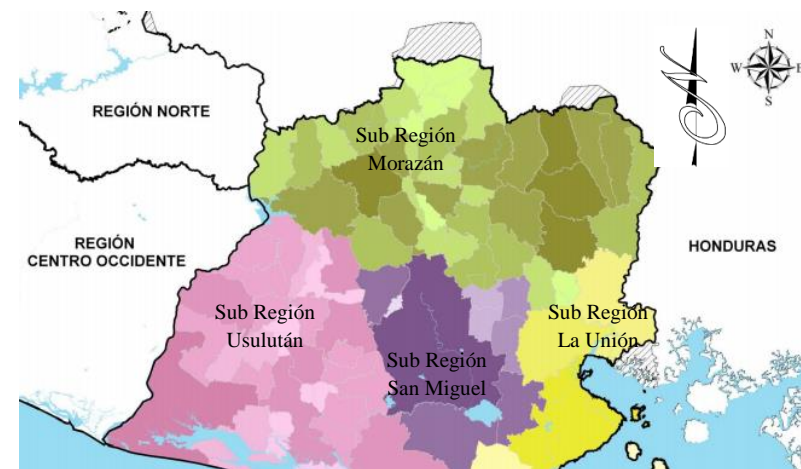 REGIÓN NORTE
Sub Región
Morazán
N
W
E
S
REGIÓN
CENTRO OCCIDENTE
HONDURAS
Sub Región
Usulután
Sub Región
La Unión
Sub Región
San Miguel